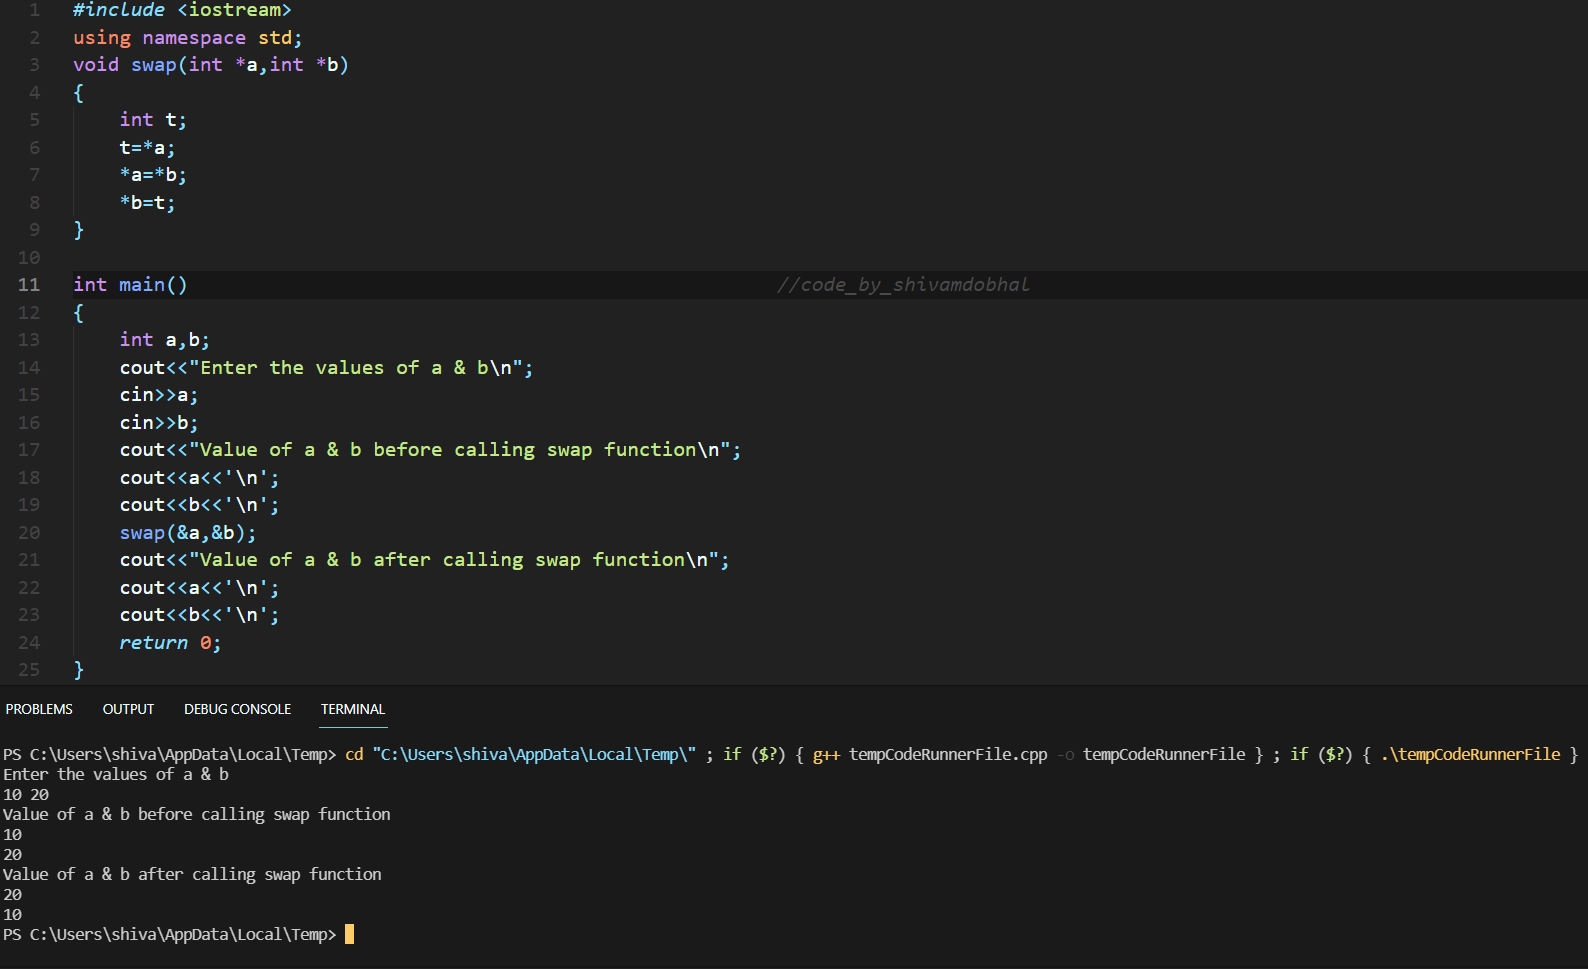 1 #include <iostream>
2 using namespace std;
3 void swap(int *a,int *b)
4 {
5     int t;
6     t=*a;
7     *a=*b;
8     *b=t;
9 }
10
11 int main() //code_by_shivamdobhal
12 {
13     int a,b;
14     cout<<"Enter the values of a & b\n";
15     cin>>a;
16     cin>>b;
17     cout<<"Value of a & b before calling swap function\n";
18     cout<<a<<'\n';
19     cout<<b<<'\n';
20     swap(&a,&b);
21     cout<<"Value of a & b after calling swap function\n";
22     cout<<a<<'\n';
23     cout<<b<<'\n';
24     return 0;
25 }
PROBLEMS OUTPUT DEBUG CONSOLE TERMINAL
PS C:\Users\shiva\AppData\Local\Temp> cd "C:\Users\shiva\AppData\Local\Temp\" ; if ($?) { g++ tempCodeRunnerFile.cpp -o tempCodeRunnerFile } ; if ($?) { .\tempCodeRunnerFile }
Enter the values of a & b
10 20
Value of a & b before calling swap function
10
20
Value of a & b after calling swap function
20
10
PS C:\Users\shiva\AppData\Local\Temp>